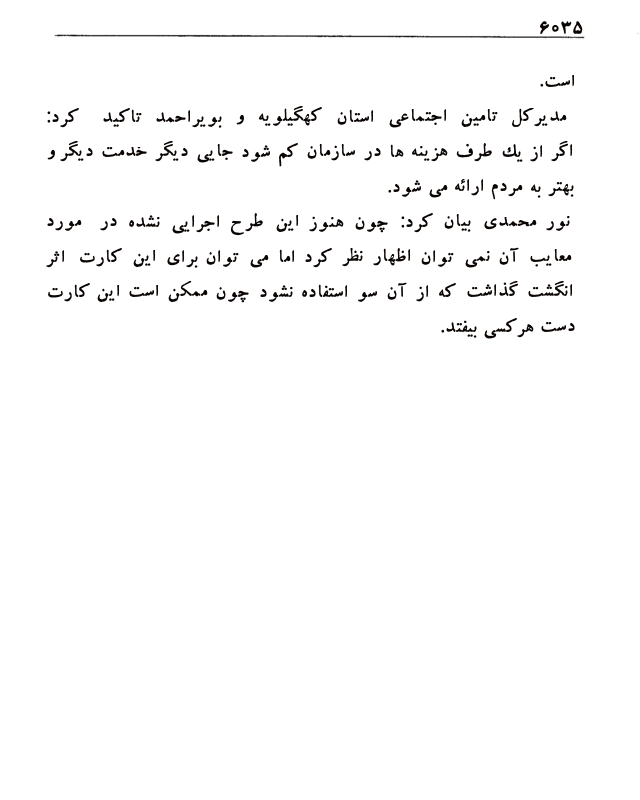 ۶۰۳۵
است.
مدیرکل تامین اجتماعی استان کهگیلویه و بویراحمد تاکید کرد:
اگر از یك طرف هزینه ها در سازمان کم شود جایی دیگر خدمت دیگر و
بهتر به مردم ارائه می شود.
نور محمدی بیان کرد: چون هنوز این طرح اجرایی نشده در مورد
معایب آن نمی توان اظهار نظر کرد اما می توان برای این کارت اثر
انگشت گذاشت که از آن سو استفاده نشود چون ممکن است این کارت
دست هرکسی بیفتد.